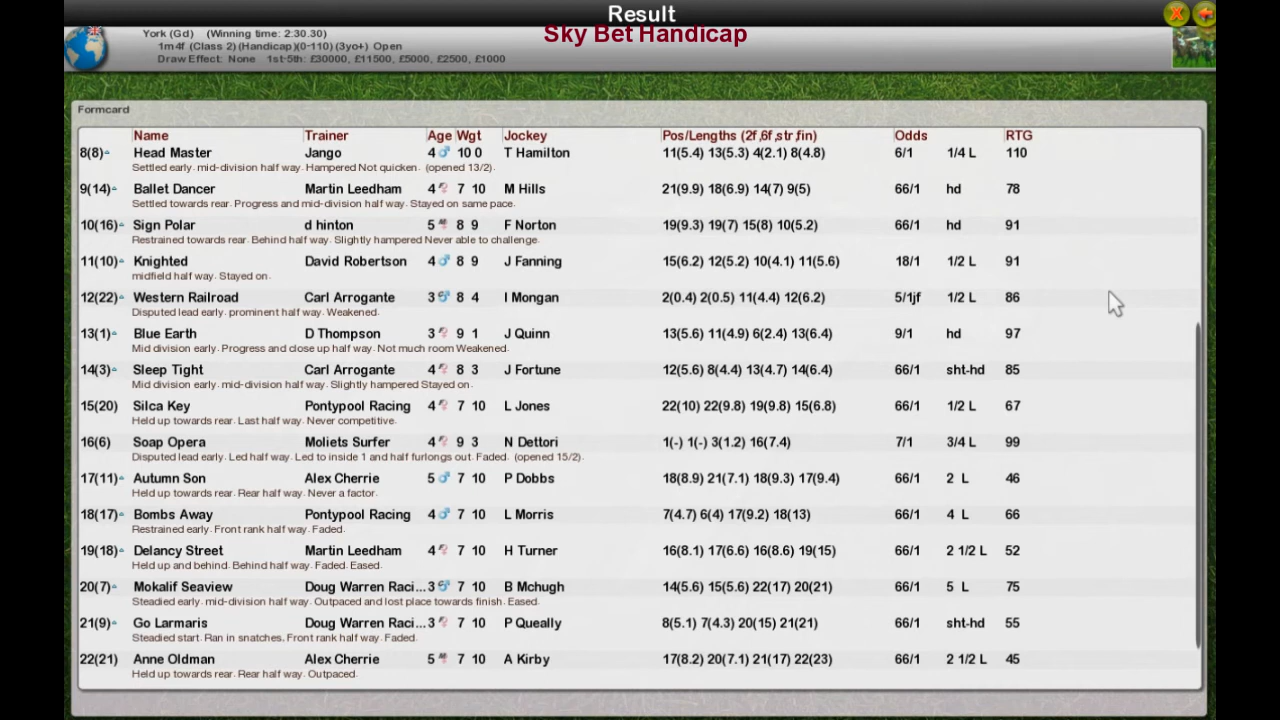 Result
Sky Bet Handicap
York (Gd) (Winning time: 2:30.30)
1m4f (Class 2)(Handicap)(0-110)(3yo+) Open
Draw Effect: None 1st-5th: £30000, £11500, £5000, £2500, £1000
Formcard
Name Trainer Age Wgt Jockey Pos/Lengths (2f,6f,str,fin) Odds RTG
8(8) Head Master Jango 4 10 0 T Hamilton 11(5.4) 13(5.3) 4(2.1) 8(4.8) 6/1 1/4 L 110
Settled early. mid-division half way. Hampered Not quicken. (opened 13/2).
9(14) Ballet Dancer Martin Leedham 4 7 10 M Hills 21(9.9) 18(6.9) 14(7) 9(5) 66/1 hd 78
Settled towards rear. Progress and mid-division half way. Stayed on same pace.
10(16) Sign Polar d hinton 5 8 9 F Norton 19(9.3) 19(7) 15(8) 10(5.2) 66/1 hd 91
Restrained towards rear. Behind half way. Slightly hampered Never able to challenge.
11(10) Knighted David Robertson 4 8 9 J Fanning 15(6.2) 12(5.2) 10(4.1) 11(5.6) 18/1 1/2 L 91
midfield half way. Stayed on.
12(22) Western Railroad Carl Arrogante 3 8 4 I Mongan 2(0.4) 2(0.5) 11(4.4) 12(6.2) 5/1jf 1/2 L 86
Disputed lead early. prominent half way. Weakened.
13(1) Blue Earth D Thompson 3 9 1 J Quinn 13(5.6) 11(4.9) 6(2.4) 13(6.4) 9/1 hd 97
Mid division early. Progress and close up half way. Not much room Weakened.
14(3) Sleep Tight Carl Arrogante 4 8 3 J Fortune 12(5.6) 8(4.4) 13(4.7) 14(6.4) 66/1 sht-hd 85
Mid division early. mid-division half way. Slightly hampered Stayed on.
15(20) Silca Key Pontypool Racing 4 7 10 L Jones 22(10) 22(9.8) 19(9.8) 15(6.8) 66/1 1/2 L 67
Held up towards rear. Last half way. Never competitive.
16(6) Soap Opera Moliets Surfer 4 9 3 N Dettori 1(-) 1(-) 3(1.2) 16(7.4) 7/1 3/4 L 99
Disputed lead early. Led half way. Led to inside 1 and half furlongs out. Faded. (opened 15/2).
17(11) Autumn Son Alex Cherrie 5 7 10 P Dobbs 18(8.9) 21(7.1) 18(9.3) 17(9.4) 66/1 2 L 46
Held up towards rear. Rear half way. Never a factor.
18(17) Bombs Away Pontypool Racing 4 7 10 L Morris 7(4.7) 6(4) 17(9.2) 18(13) 66/1 4 L 66
Restrained early. Front rank half way. Faded.
19(18) Delancy Street Martin Leedham 4 7 10 H Turner 16(8.1) 17(6.6) 16(8.6) 19(15) 66/1 2 1/2 L 52
Held up and behind. Behind half way. Faded. Eased.
20(7) Mokalif Seaview Doug Warren Raci... 3 7 10 B Mchugh 14(5.6) 15(5.6) 22(17) 20(21) 66/1 5 L 75
Steadied early. mid-division half way. Outpaced and lost place towards finish. Eased.
21(9) Go Larmaris Doug Warren Raci... 3 7 10 P Queally 8(5.1) 7(4.3) 20(15) 21(21) 66/1 sht-hd 55
Steadied start. Ran in snatches. Front rank half way. Faded.
22(21) Anne Oldman Alex Cherrie 5 7 10 A Kirby 17(8.2) 20(7.1) 21(17) 22(23) 66/1 2 1/2 L 45
Held up towards rear. Rear half way. Outpaced.